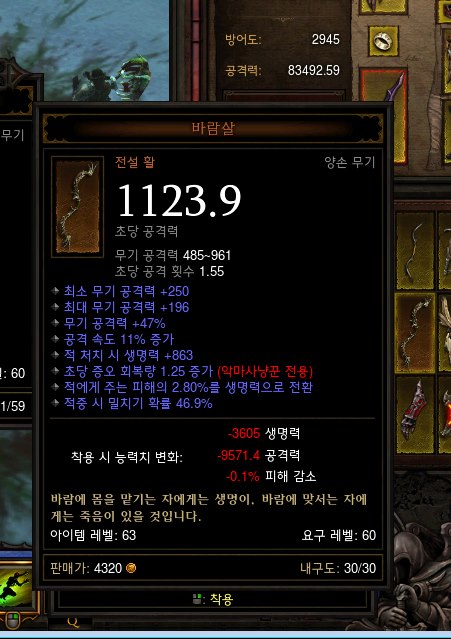 방어도: 2945
공격력: 83492.59
바람살
무기
전설 활 양손 무기
1123.9
초당 공격력
무기 공격력 485~961
초당 공격 횟수 1.55
최소 무기 공격력 +250
최대 무기 공격력 +196
무기 공격력 +47%
공격 속도 11% 증가
적 처치 시 생명력 +863
초당 증오 회복량 1.25 증가 (악마사냥꾼 전용)
적에게 주는 피해의 2.80%를 생명력으로 전환
적중 시 밀치기 확률 46.9%
: 60
1/59
착용 시 능력치 변화:
-3605 생명력
-9571.4 공격력
-0.1% 피해 감소
바람에 몸을 맡기는 자에게는 생명이, 바람에 맞서는 자에
게는 죽음이 있을 것입니다.
아이템 레벨: 63 요구 레벨: 60
판매가: 4320 내구도: 30/30
: 착용
Q